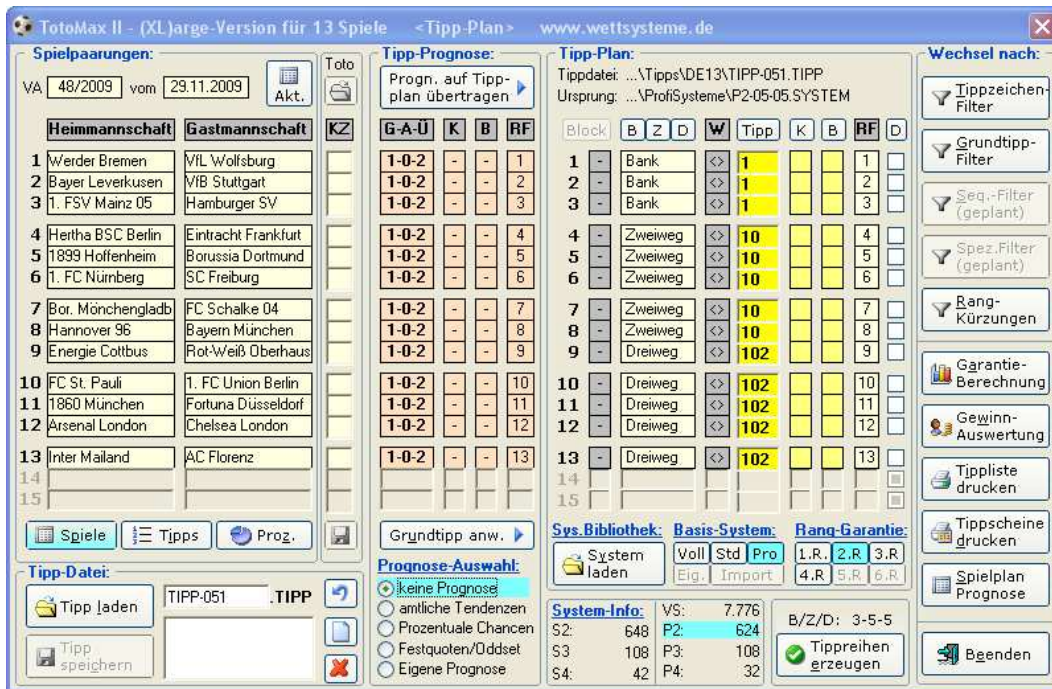 TotoMax II - (XL)arge-Version für 13 Spiele <Tipp-Plan> www.wettsysteme.de
Spielpaarungen:
VA 48/2009 vom 29.11.2009 Akt.
Toto
Heimmannschaft Gastmannschaft KZ
1 Werder Bremen VfL Wolfsburg
2 Bayer Leverkusen VfB Stuttgart
3 1. FSV Mainz 05 Hamburger SV
4 Hertha BSC Berlin Eintracht Frankfurt
5 1899 Hoffenheim Borussia Dortmund
6 1. FC Nürnberg SC Freiburg
7 Bor. Mönchengladb FC Schalke 04
8 Hannover 96 Bayern München
9 Energie Cottbus Rot-Weiß Oberhaus
10 FC St. Pauli 1. FC Union Berlin
11 1860 München Fortuna Düsseldorf
12 Arsenal London Chelsea London
13 Inter Mailand AC Florenz
14
15
Spiele Tipps Proz.
Tipp-Datei:
Tipp laden TIPP-051 .TIPP
Tipp speichern
Tipp-Prognose:
Progn. auf Tipp-
plan übertragen
G-A-Ü K B RF
1-0-2 - - 1
1-0-2 - - 2
1-0-2 - - 3
1-0-2 - - 4
1-0-2 - - 5
1-0-2 - - 6
1-0-2 - - 7
1-0-2 - - 8
1-0-2 - - 9
1-0-2 - - 10
1-0-2 - - 11
1-0-2 - - 12
1-0-2 - - 13
Grundtipp anw.
Prognose-Auswahl:
keine Prognose
amtliche Tendenzen
Prozentuale Chancen
Festquoten/Oddset
Eigene Prognose
Tipp-Plan:
Tippdatei: ...\Tipps\DE13\TIPP-051.TIPP
Ursprung: ...\ProfiSysteme\P2-05-05.SYSTEM
Block B Z D W Tipp K B RF D
1 - Bank <> 1 1
2 - Bank <> 1 2
3 - Bank <> 1 3
4 - Zweiweg <> 10 4
5 - Zweiweg <> 10 5
6 - Zweiweg <> 10 6
7 - Zweiweg <> 10 7
8 - Zweiweg <> 10 8
9 - Dreiweg <> 102 9
10 - Dreiweg <> 102 10
11 - Dreiweg <> 102 11
12 - Dreiweg <> 102 12
13 - Dreiweg <> 102 13
14
15
Sys.Bibliothek: Basis-System: Rang-Garantie:
System laden Voll Std Pro 1.R. 2.R 3.R
Eig. Import 4.R 5.R 6.R
System-Info: VS: 7.776
S2: 648 P2: 624
S3 108 P3: 108
S4: 42 P4: 32
B/Z/D: 3-5-5
Tippreihen
erzeugen
Wechsel nach:
Tippzeichen-
Filter
Grundtipp-
Filter
Seq.-Filter
(geplant)
Spez.Filter
(geplant)
Rang-
Kürzungen
Garantie-
Berechnung
Gewinn-
Auswertung
Tippliste
drucken
Tippscheine
drucken
Spielplan
Prognose
Beenden